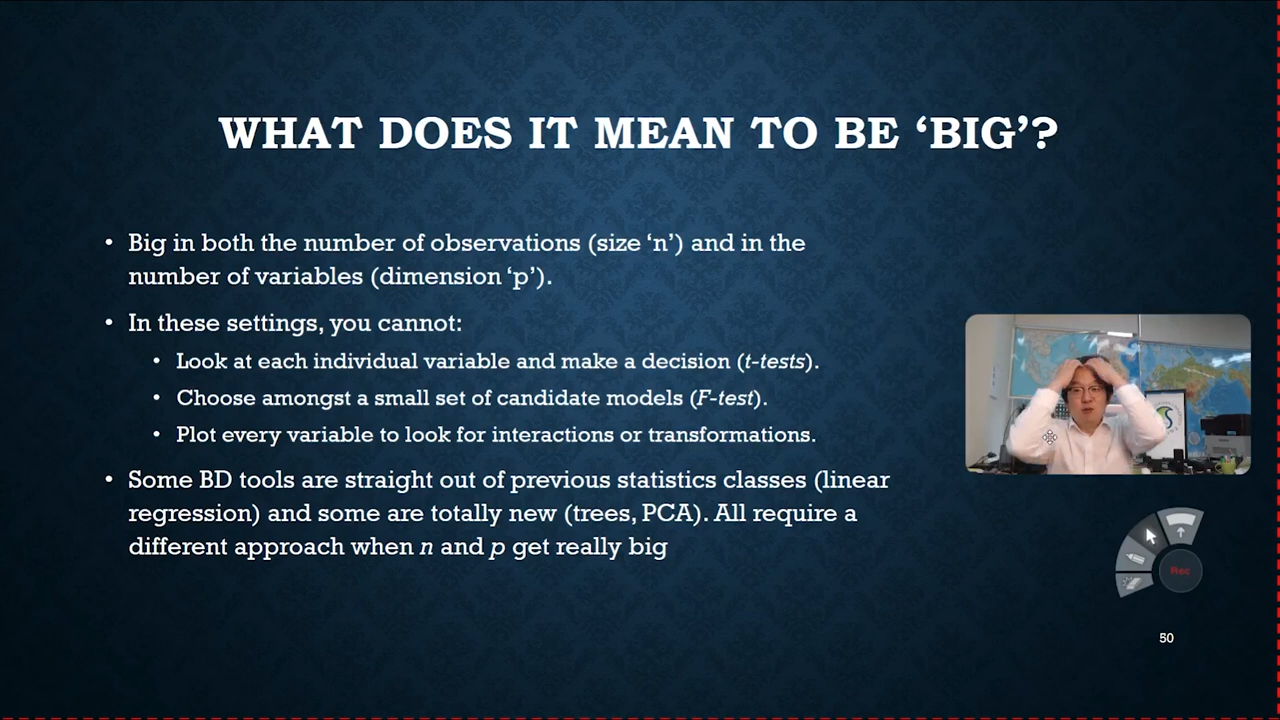 WHAT DOES IT MEAN TO BE ‘BIG’?
• Big in both the number of observations (size ‘n’) and in the
number of variables (dimension ‘p’).
• In these settings, you cannot:
• Look at each individual variable and make a decision (t-tests).
• Choose amongst a small set of candidate models (F-test).
• Plot every variable to look for interactions or transformations.
• Some BD tools are straight out of previous statistics classes (linear
regression) and some are totally new (trees, PCA). All require a
different approach when n and p get really big
Rec
50